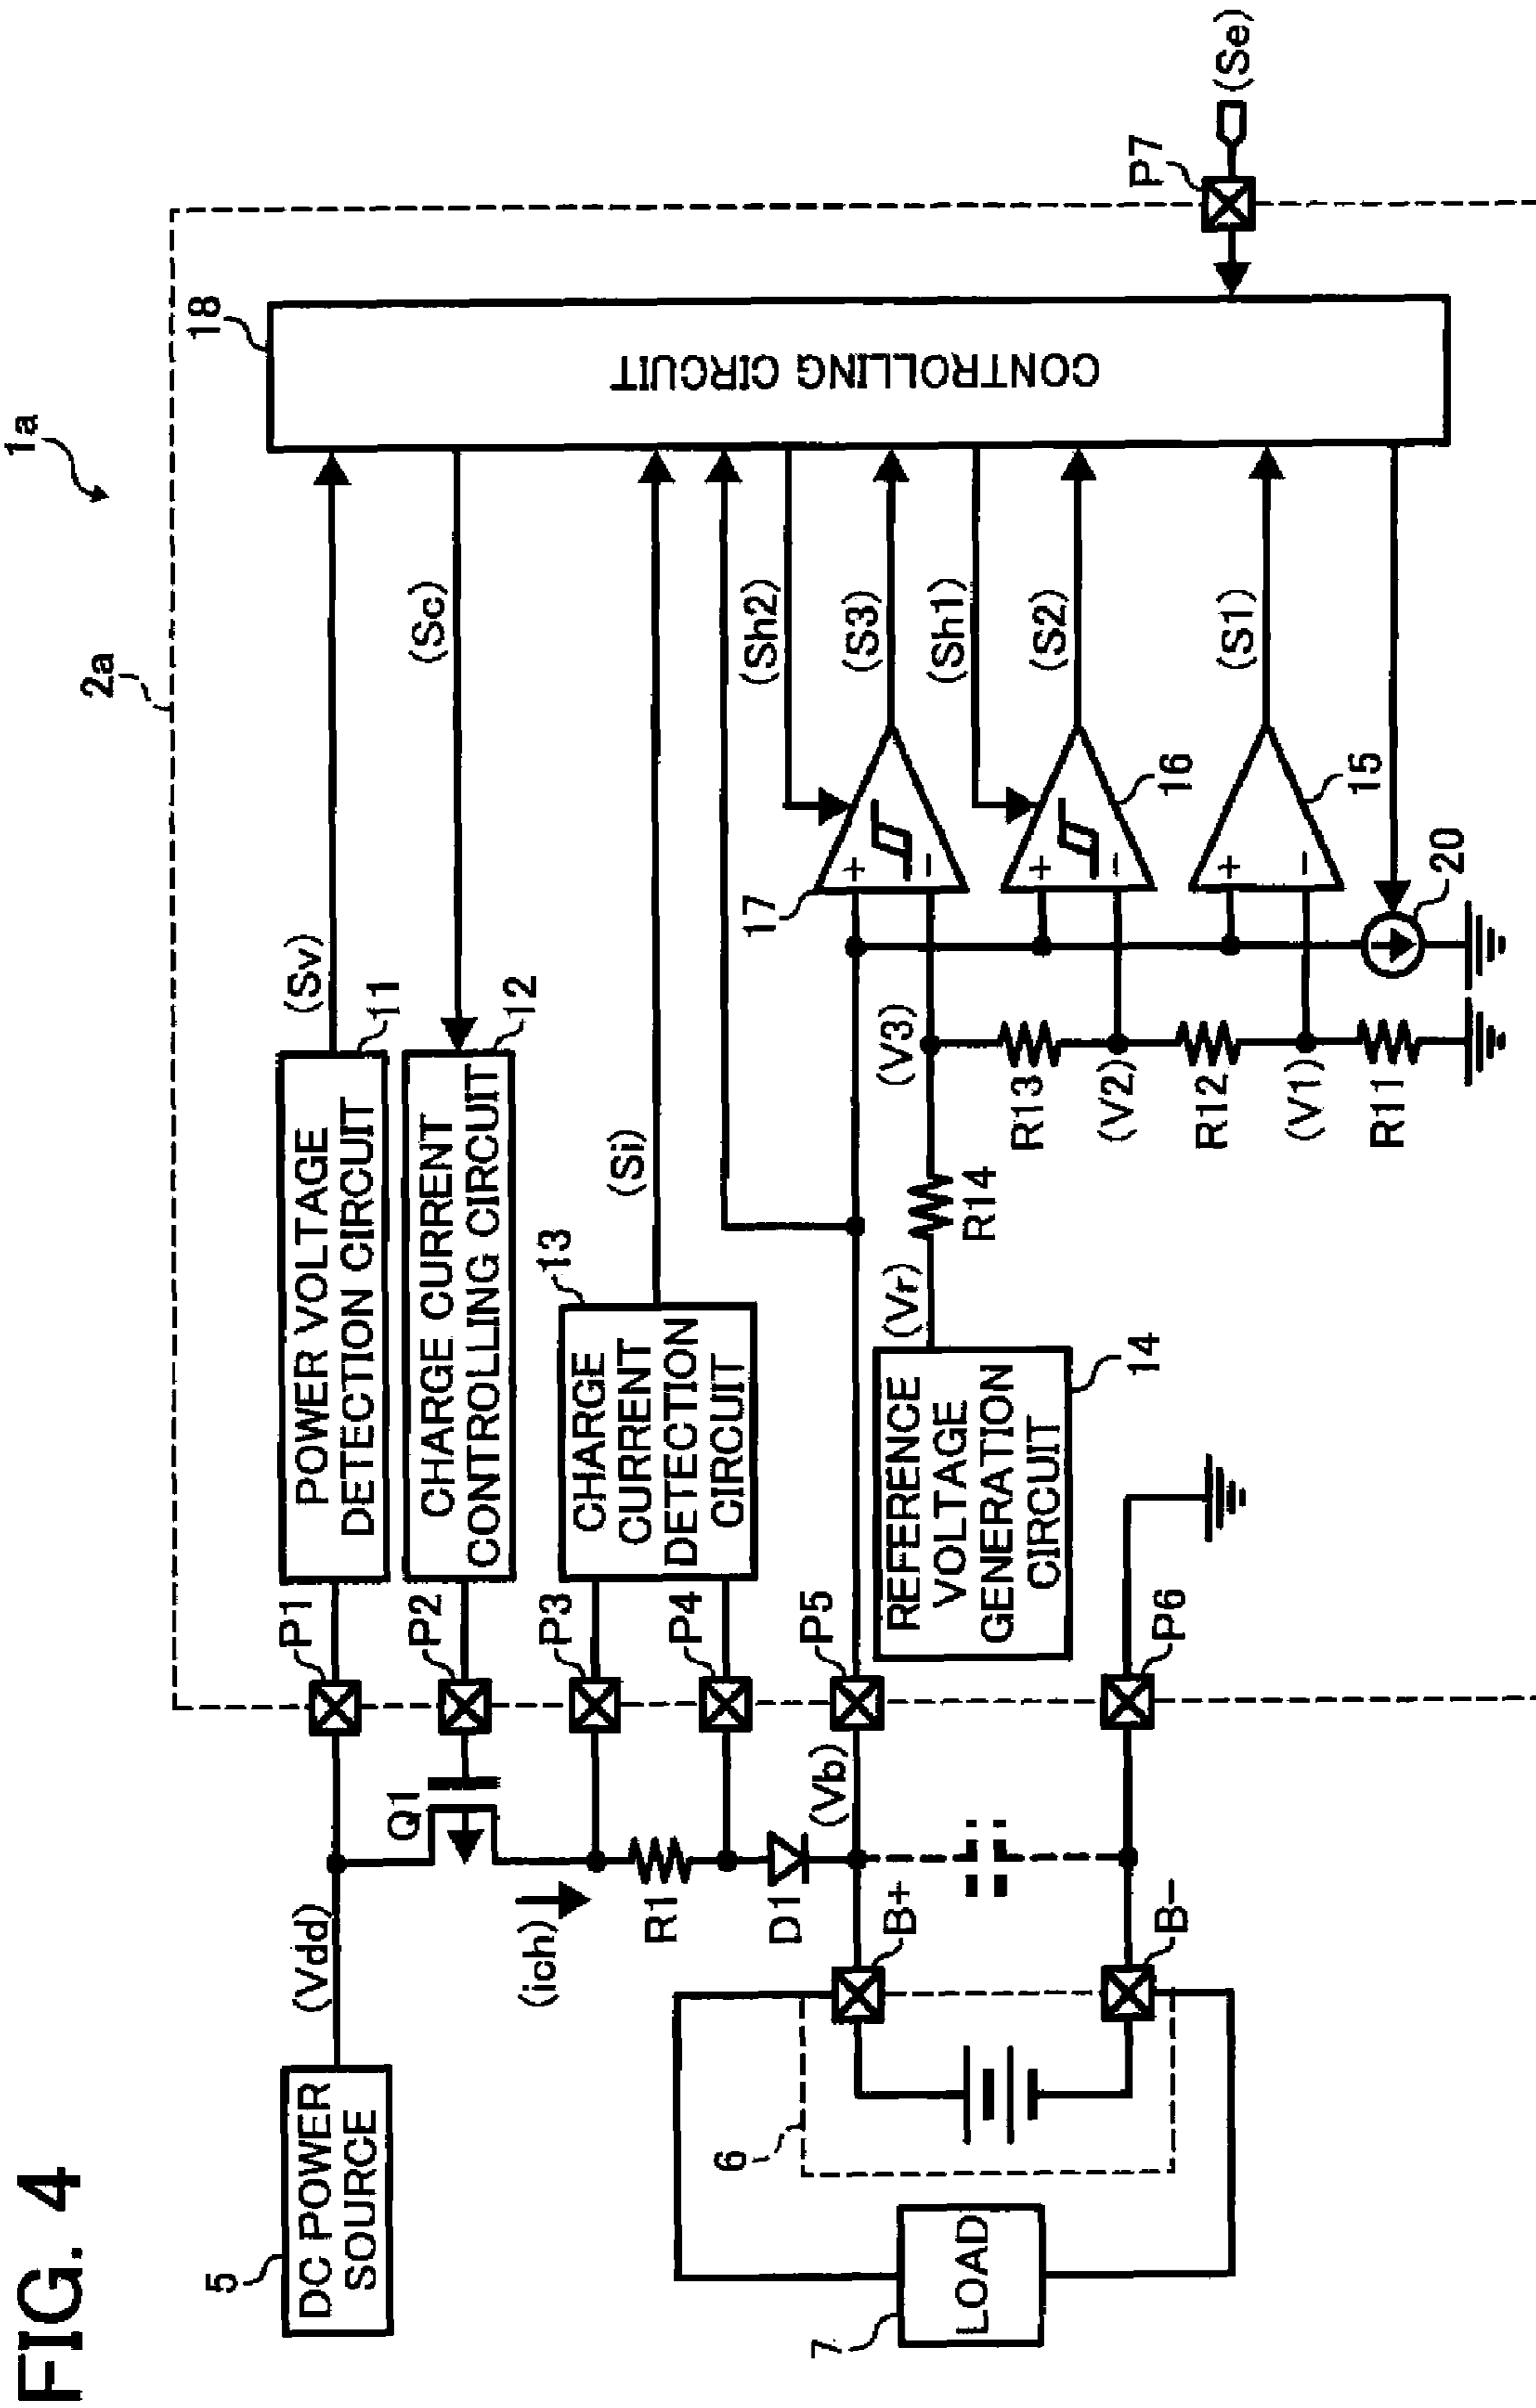 FIG. 4
1a
2a
18
5
DC POWER
SOURCE
(Vdd)
P1
POWER VOLTAGE
DETECTION CIRCUIT
11
(Sv)
Q1
P2
CHARGE CURRENT
CONTROLLING CIRCUIT
12
(Sc)
(ich)
P3
CHARGE
CURRENT
DETECTION
CIRCUIT
13
(Si)
R1
P4
D1
(Vb)
P5
B+
6
7
LOAD
B−
P6
REFERENCE
VOLTAGE
GENERATION
CIRCUIT
14
(Vr)
R14
(V3)
R13
(V2)
R12
(V1)
R11
17
+
−
(Sh2)
(S3)
16
+
−
(Sh1)
(S2)
15
+
−
(S1)
20
CONTROLLING CIRCUIT
P7
(Se)